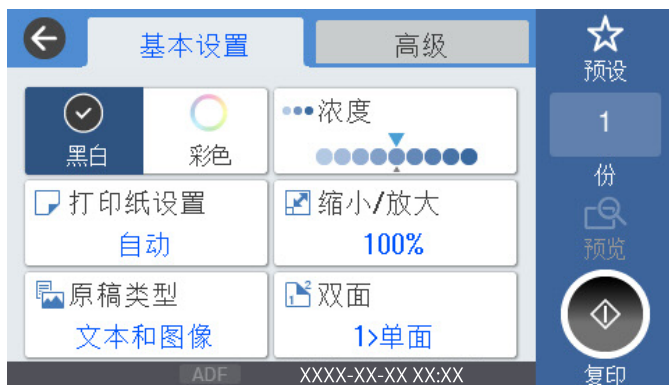 基本设置
高级
预设
黑白
彩色
浓度
1
份
打印纸设置
自动
缩小/放大
100%
预览
原稿类型
文本和图像
1 2 双面
1>单面
ADF
XXXX-XX-XX XX:XX
复印